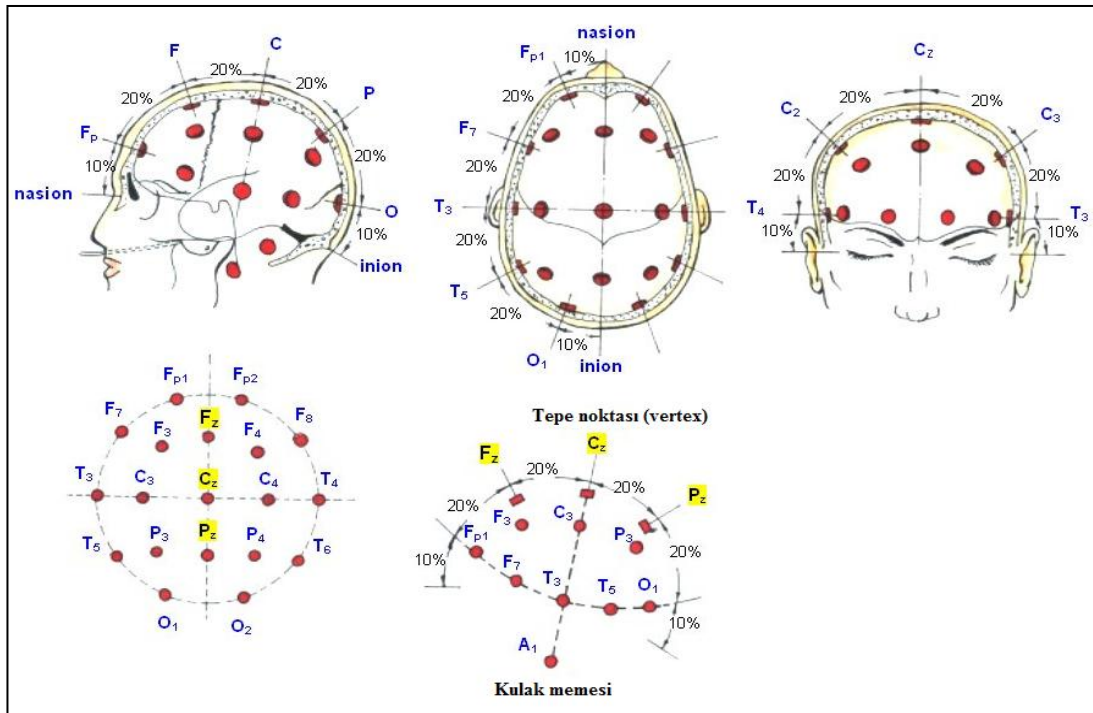 F
C
20%
20%
20%
P
Fp
20%
10%
nasion
O
10%
inion
nasion
Fp1
10%
20%
F7
20%
T3
20%
T5
20%
O1
10%
inion
Cz
20%
20%
C2
C3
20%
20%
T4
T3
10%
10%
Fp1
Fp2
F7
Fz
F8
F3
F4
T3
C3
Cz
C4
T4
T5
P3
Pz
P4
T6
O1
O2
Tepe noktası (vertex)
Fz
Cz
20%
20%
Pz
20%
F3
C3
P3
Fp1
20%
10%
F7
T3
T5
O1
10%
A1
Kulak memesi